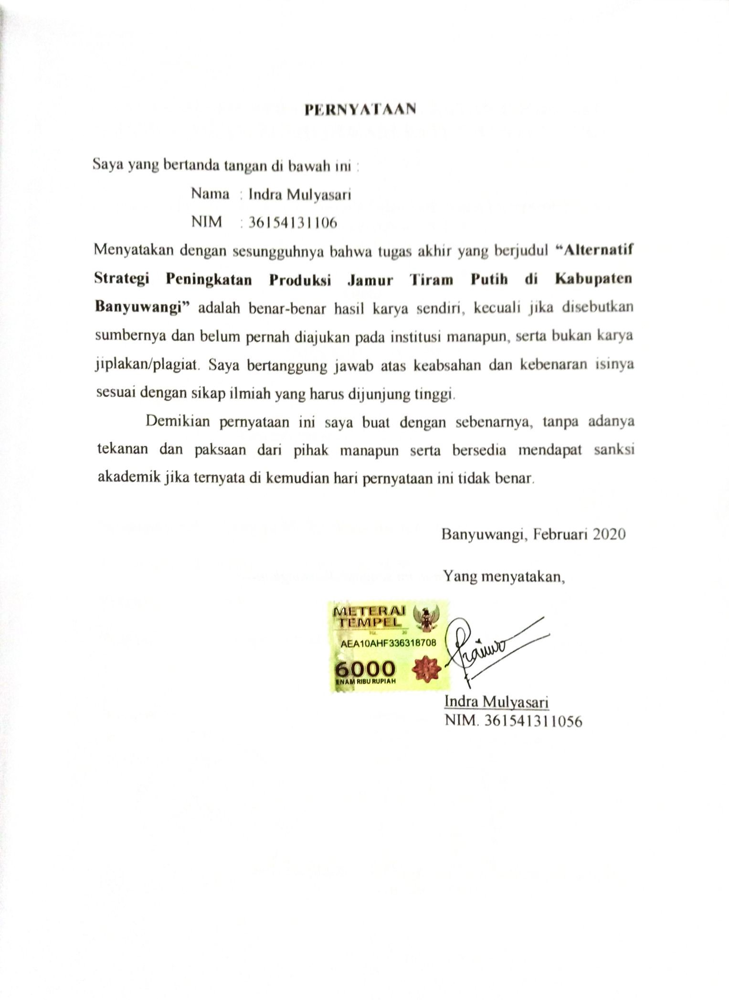 PERNYATAAN
Saya yang bertanda tangan di bawah ini :
Nama : Indra Mulyasari
NIM : 36154131106
Menyatakan dengan sesungguhnya bahwa tugas akhir yang berjudul “Alternatif
Strategi Peningkatan Produksi Jamur Tiram Putih di Kabupaten
Banyuwangi” adalah benar-benar hasil karya sendiri, kecuali jika disebutkan
sumbernya dan belum pernah diajukan pada institusi manapun, serta bukan karya
jiplakan/plagiat. Saya bertanggung jawab atas keabsahan dan kebenaran isinya
sesuai dengan sikap ilmiah yang harus dijunjung tinggi.
Demikian pernyataan ini saya buat dengan sebenarnya, tanpa adanya
tekanan dan paksaan dari pihak manapun serta bersedia mendapat sanksi
akademik jika ternyata di kemudian hari pernyataan ini tidak benar.
Banyuwangi, Februari 2020
Yang menyatakan,
METERAI
TEMPEL
TGL 20
AEA10AHF336318708
6000
ENAM RIBU RUPIAH
Indra Mulyasari
NIM. 361541311056